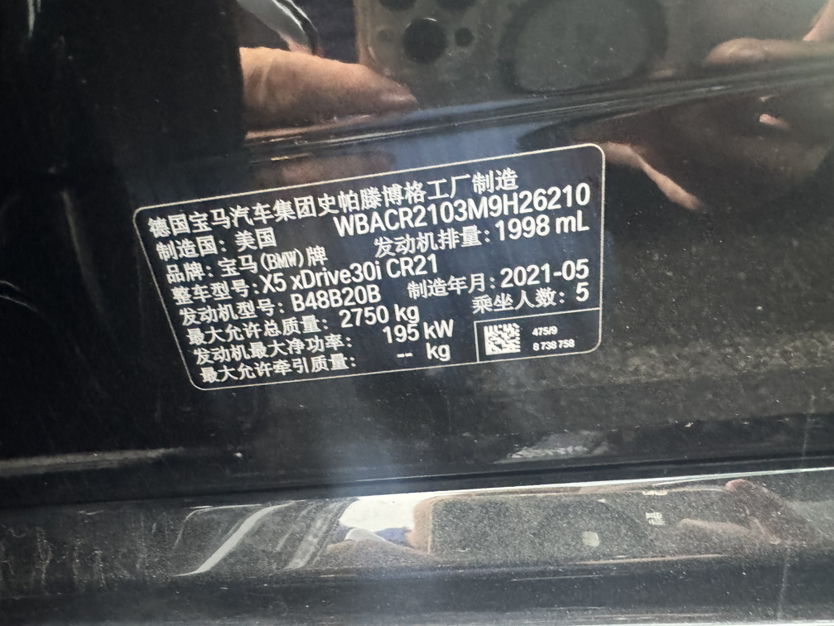 德国宝马汽车集团史帕滕博格工厂制造
制造国: 美国 WBACR2103M9H26210
品牌: 宝马(BMW)牌 发动机排量: 1998 mL
整车型号: X5 xDrive30i CR21
发动机型号: B48B20B 制造年月: 2021-05
最大允许总质量: 2750 kg 乘坐人数: 5
发动机最大净功率: 195 kW
最大允许牵引质量: -- kg
475/9
8 738 758